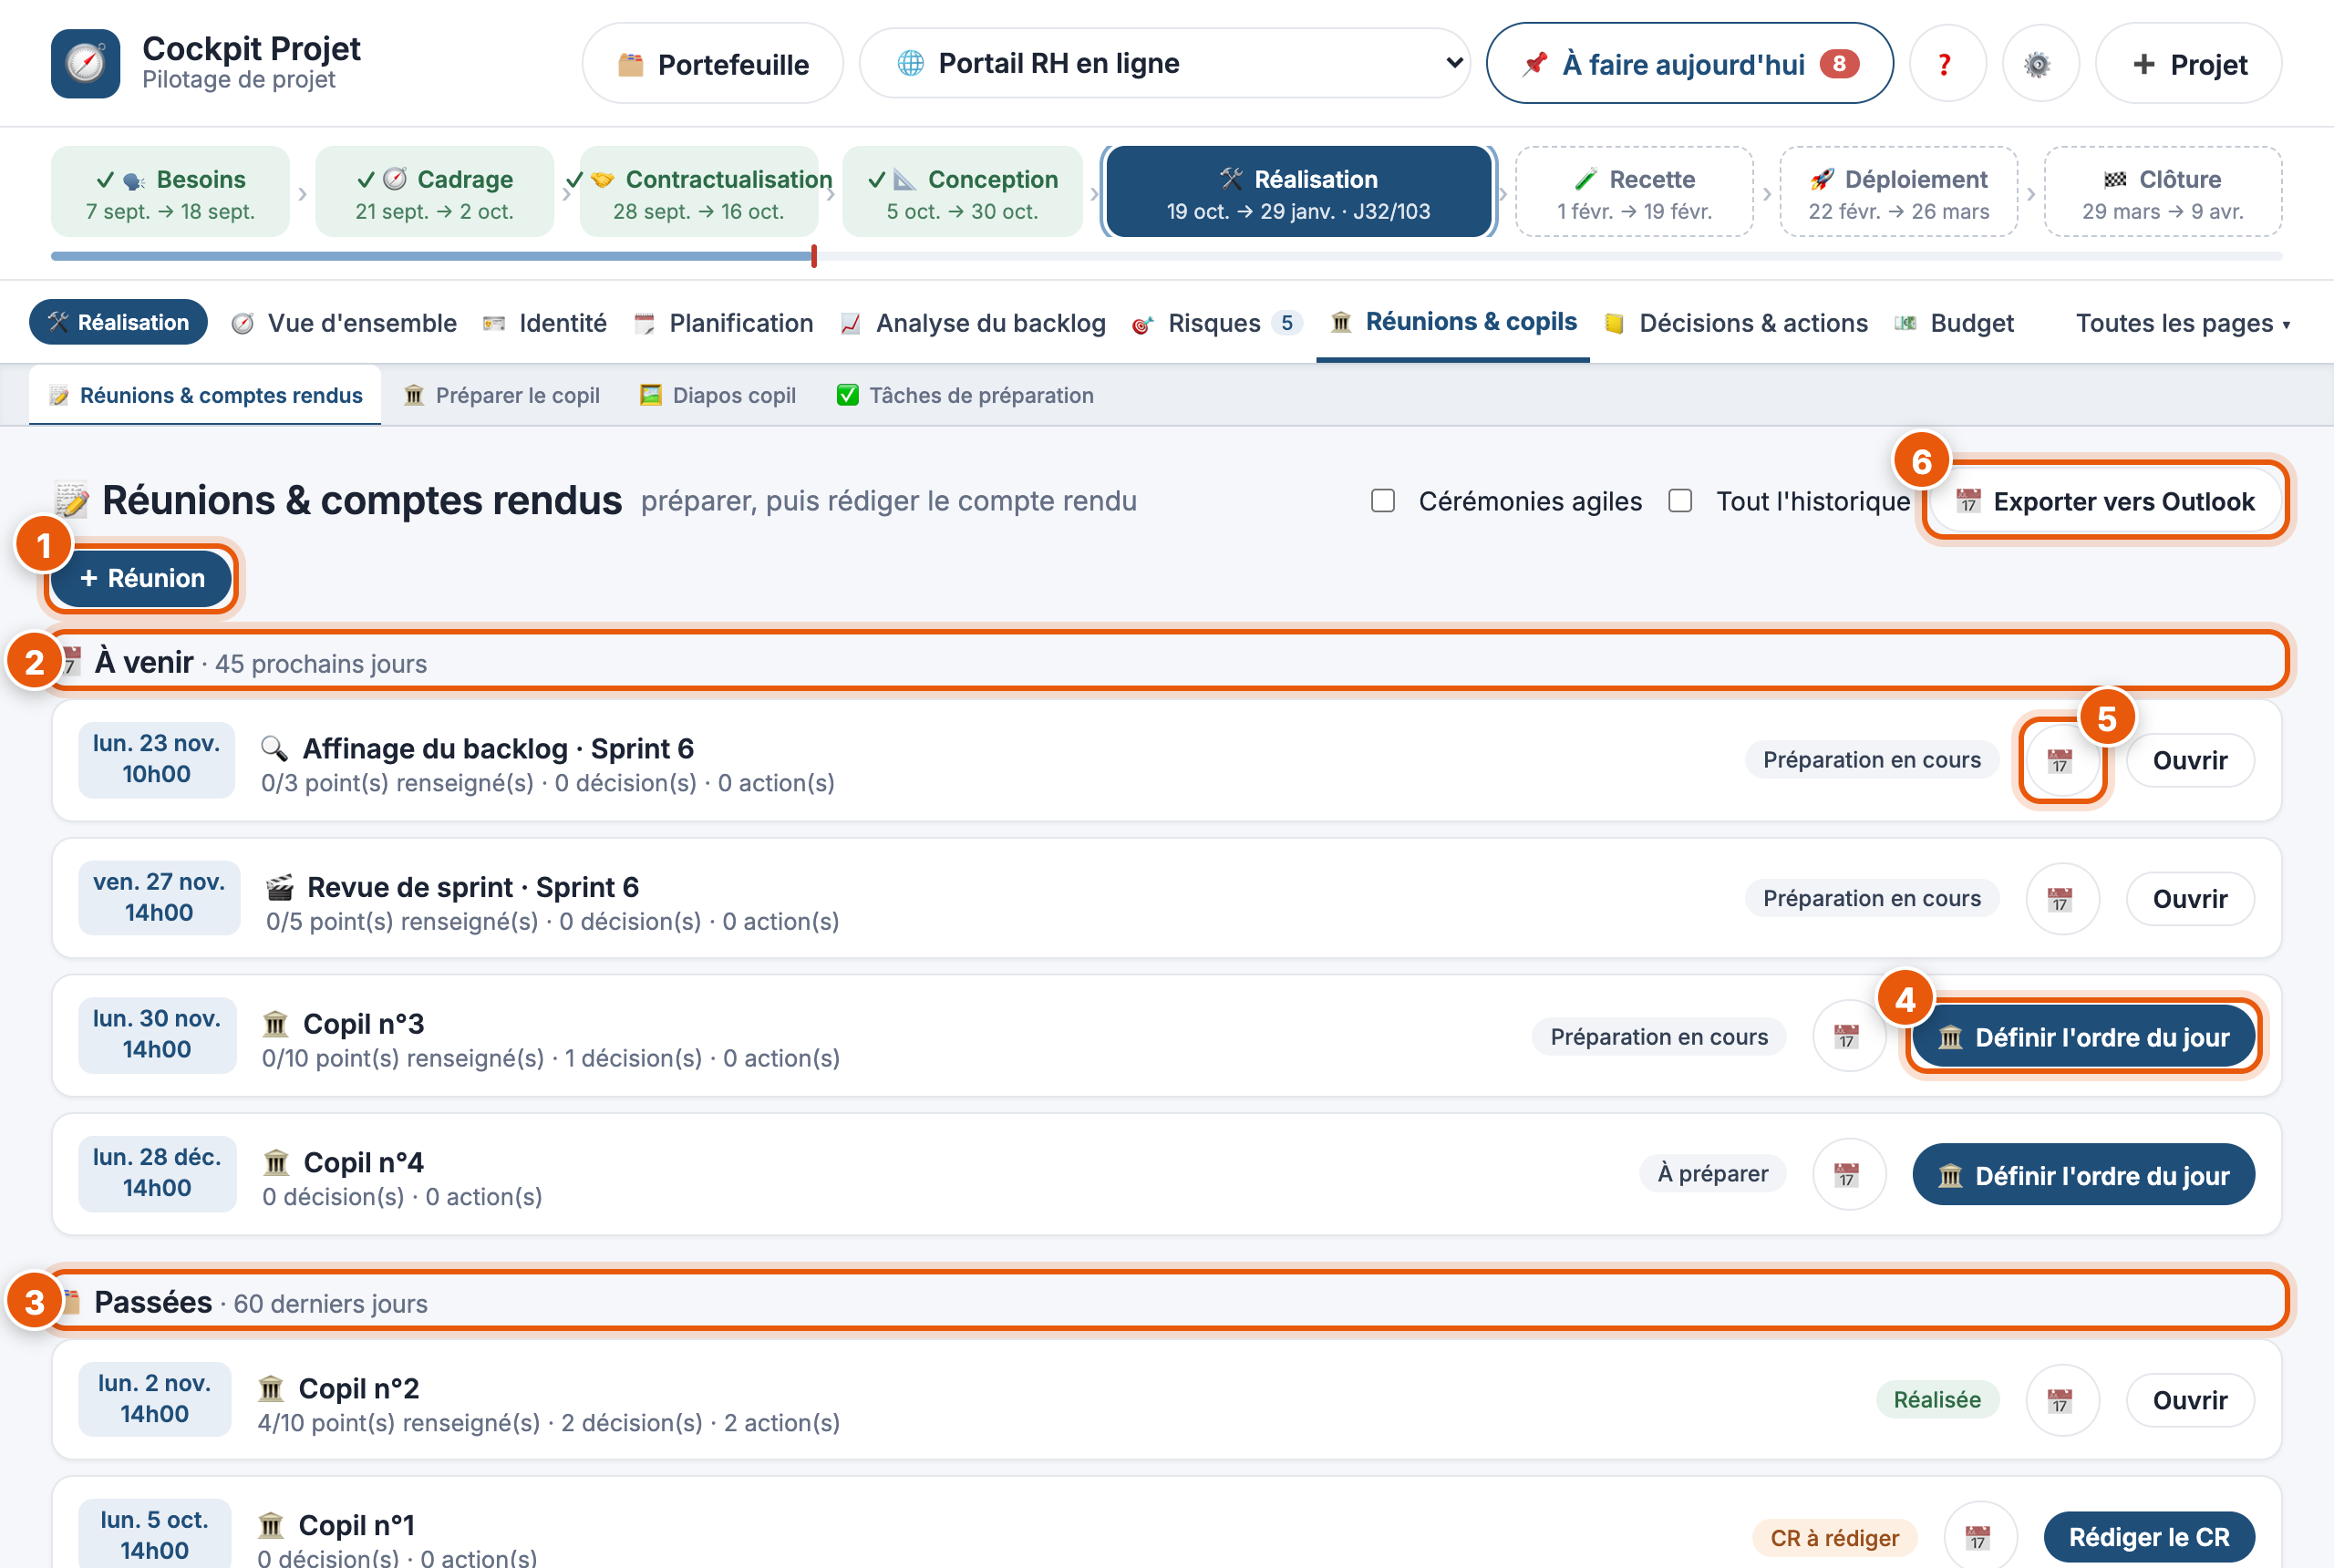 Cockpit Projet
Pilotage de projet
Portefeuille
Portail RH en ligne
À faire aujourd'hui 8
?
+ Projet
✓ Besoins
7 sept. → 18 sept.
✓ Cadrage
21 sept. → 2 oct.
✓ Contractualisation
28 sept. → 16 oct.
✓ Conception
5 oct. → 30 oct.
Réalisation
19 oct. → 29 janv. · J32/103
Recette
1 févr. → 19 févr.
Déploiement
22 févr. → 26 mars
Clôture
29 mars → 9 avr.
Réalisation
Vue d'ensemble
Identité
Planification
Analyse du backlog
Risques 5
Réunions & copils
Décisions & actions
Budget
Toutes les pages ▾
Réunions & comptes rendus
Préparer le copil
Diapos copil
Tâches de préparation
Réunions & comptes rendus préparer, puis rédiger le compte rendu
Cérémonies agiles
Tout l'historique
6
17 Exporter vers Outlook
1
+ Réunion
2
7 À venir · 45 prochains jours
lun. 23 nov.
10h00
Affinage du backlog · Sprint 6
0/3 point(s) renseigné(s) · 0 décision(s) · 0 action(s)
Préparation en cours
17
5
Ouvrir
ven. 27 nov.
14h00
Revue de sprint · Sprint 6
0/5 point(s) renseigné(s) · 0 décision(s) · 0 action(s)
Préparation en cours
17
Ouvrir
lun. 30 nov.
14h00
Copil n°3
0/10 point(s) renseigné(s) · 1 décision(s) · 0 action(s)
Préparation en cours
17
4
Définir l'ordre du jour
lun. 28 déc.
14h00
Copil n°4
0 décision(s) · 0 action(s)
À préparer
17
Définir l'ordre du jour
3
Passées · 60 derniers jours
lun. 2 nov.
14h00
Copil n°2
4/10 point(s) renseigné(s) · 2 décision(s) · 2 action(s)
Réalisée
17
Ouvrir
lun. 5 oct.
14h00
Copil n°1
0 décision(s) · 0 action(s)
CR à rédiger
17
Rédiger le CR